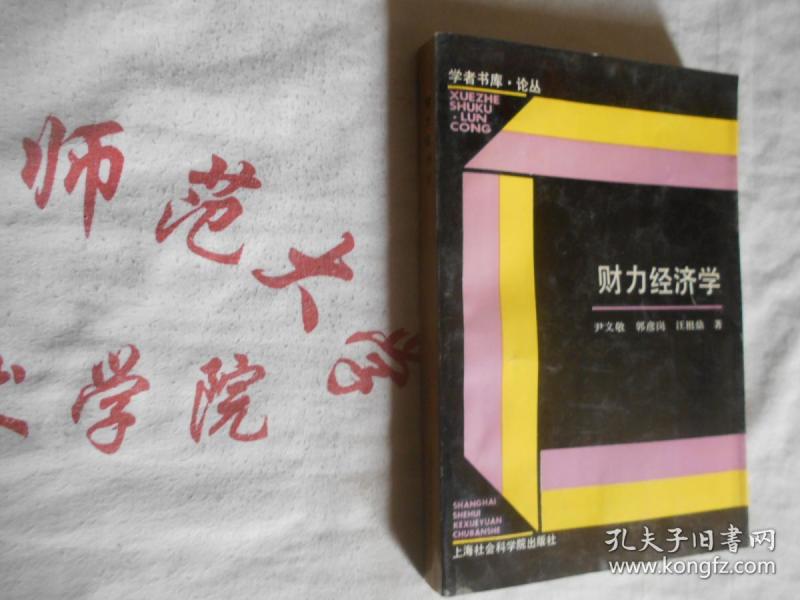 师范大学
学院
学者书库·论丛
XUEZHE
SHUKU
·LUN
CONG
财力经济学
尹文敬 郭彦岗 汪祖鼎 著
SHANGHAI
SHEHUI
KEXUEYUAN
CHUBANSHE
上海社会科学院出版社
孔夫子旧书网
www.kongfz.com